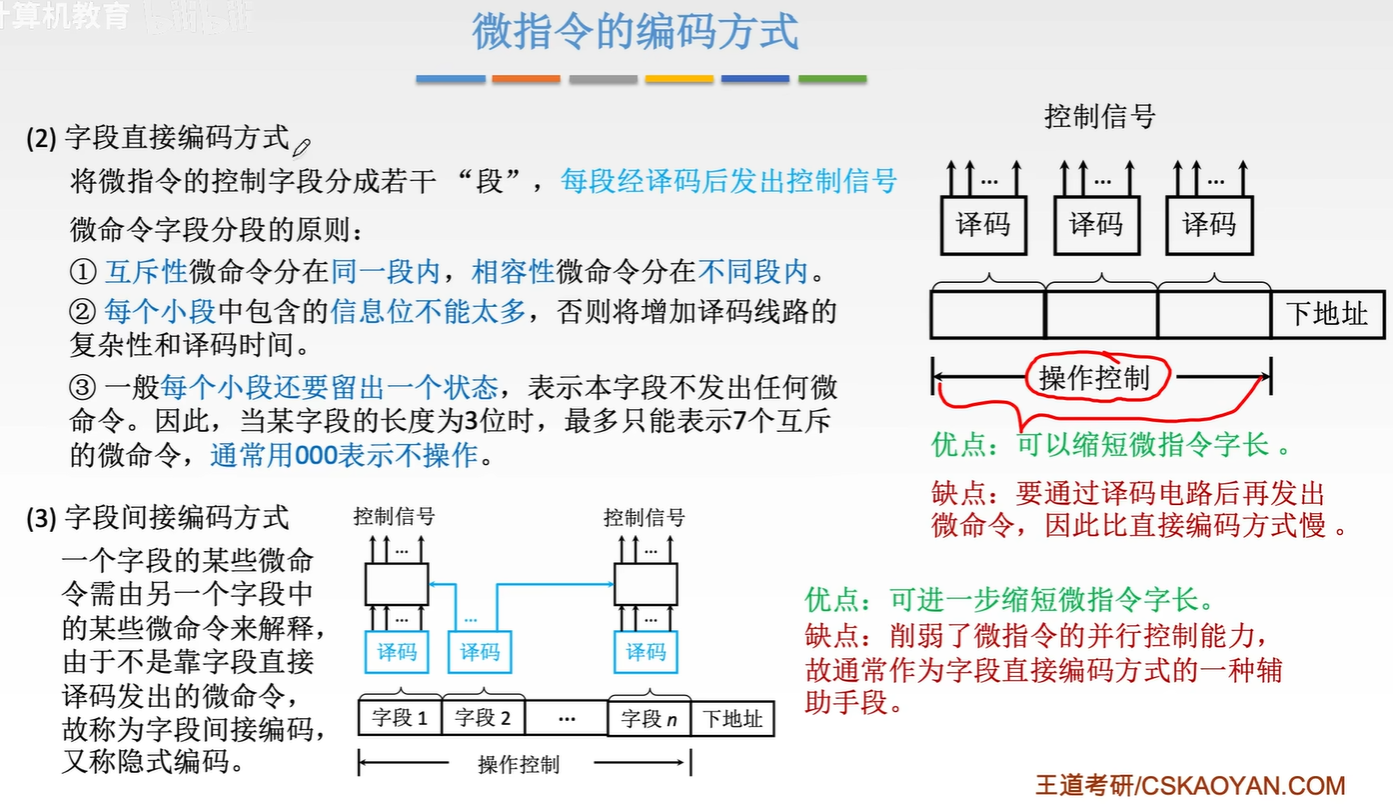 计算机教育 bilibili
微指令的编码方式
(2) 字段直接编码方式
将微指令的控制字段分成若干 “段”，每段经译码后发出控制信号
微命令字段分段的原则：
① 互斥性微命令分在同一段内，相容性微命令分在不同段内。
② 每个小段中包含的信息位不能太多，否则将增加译码线路的
复杂性和译码时间。
③ 一般每个小段还要留出一个状态，表示本字段不发出任何微
命令。因此，当某字段的长度为3位时，最多只能表示7个互斥
的微命令，通常用000表示不操作。
控制信号
... ... ...
译码 译码 译码
下地址
操作控制
优点：可以缩短微指令字长 。
缺点：要通过译码电路后再发出
微命令，因此比直接编码方式慢 。
(3) 字段间接编码方式
一个字段的某些微命
令需由另一个字段中
的某些微命令来解释，
由于不是靠字段直接
译码发出的微命令，
故称为字段间接编码，
又称隐式编码。
控制信号 控制信号
... ...
... ... ...
译码 译码 译码
字段 1 字段 2 ... 字段 n 下地址
操作控制
优点：可进一步缩短微指令字长。
缺点：削弱了微指令的并行控制能力，
故通常作为字段直接编码方式的一种辅
助手段。
王道考研/CSKAOYAN.COM